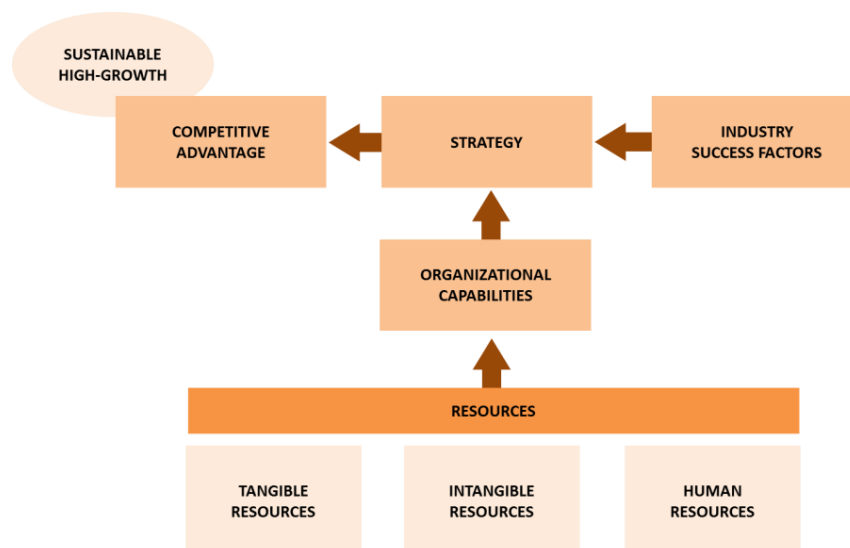 SUSTAINABLE
HIGH-GROWTH
COMPETITIVE
ADVANTAGE
STRATEGY
INDUSTRY
SUCCESS FACTORS
ORGANIZATIONAL
CAPABILITIES
RESOURCES
TANGIBLE
RESOURCES
INTANGIBLE
RESOURCES
HUMAN
RESOURCES